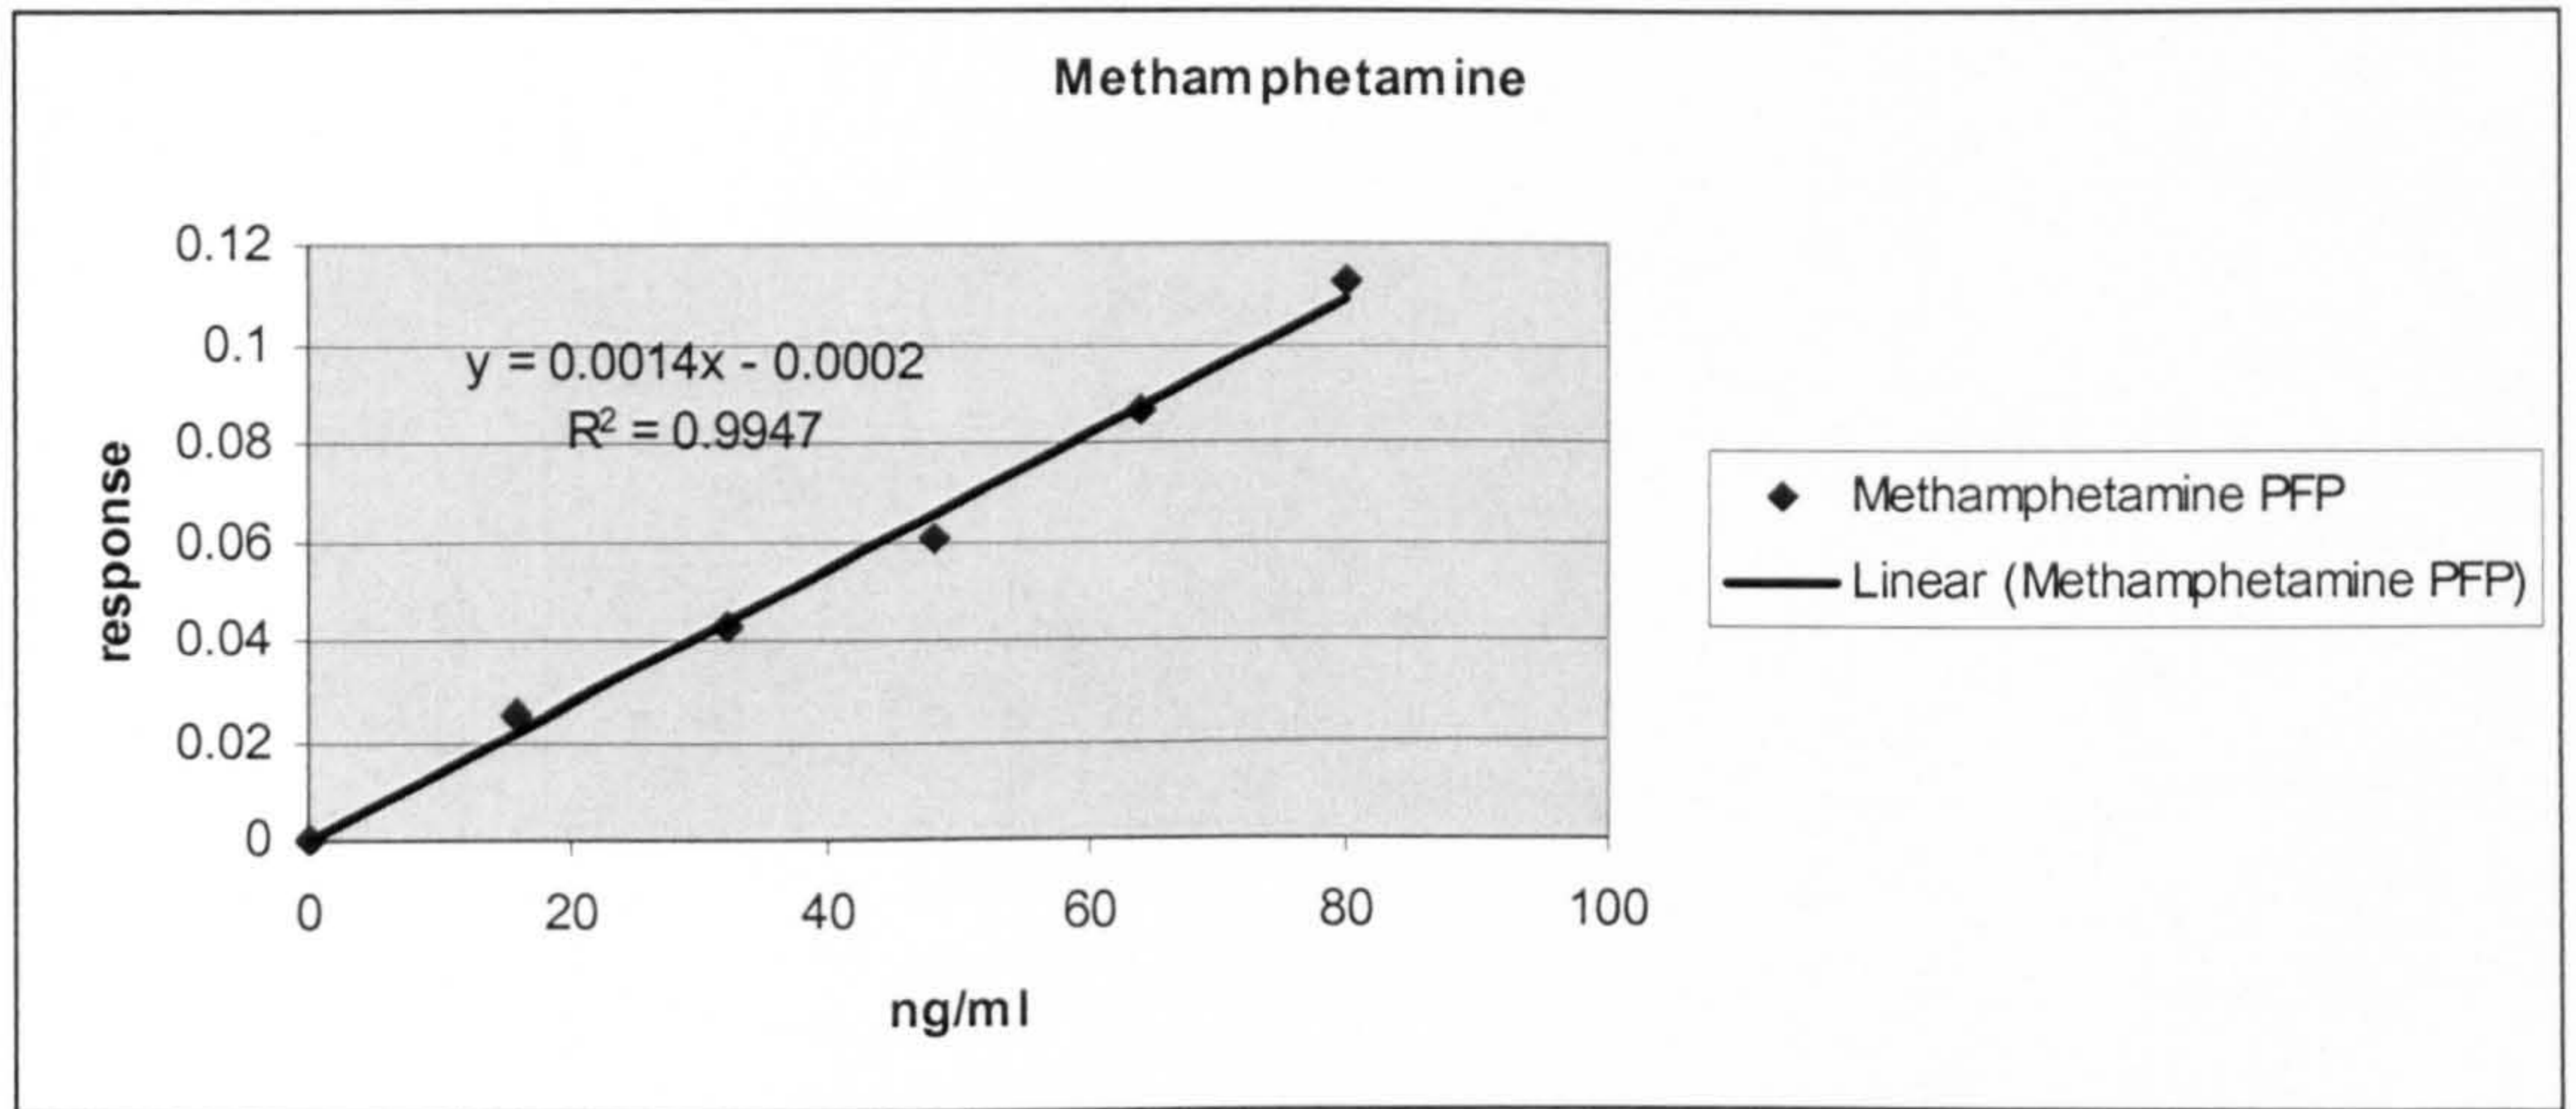 Methamphetamine
0.12
0.1
0.08
0.06
0.04
0.02
0
y = 0.0014x - 0.0002
R² = 0.9947
response
0 20 40 60 80 100
ng/ml
Methamphetamine PFP
Linear (Methamphetamine PFP)